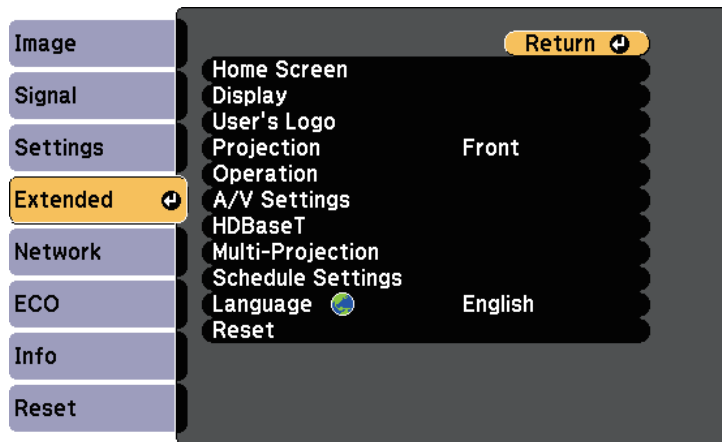 Image
Signal
Settings
Extended
Network
ECO
Info
Reset
Return
Home Screen
Display
User's Logo
Projection Front
Operation
A/V Settings
HDBaseT
Multi-Projection
Schedule Settings
Language English
Reset